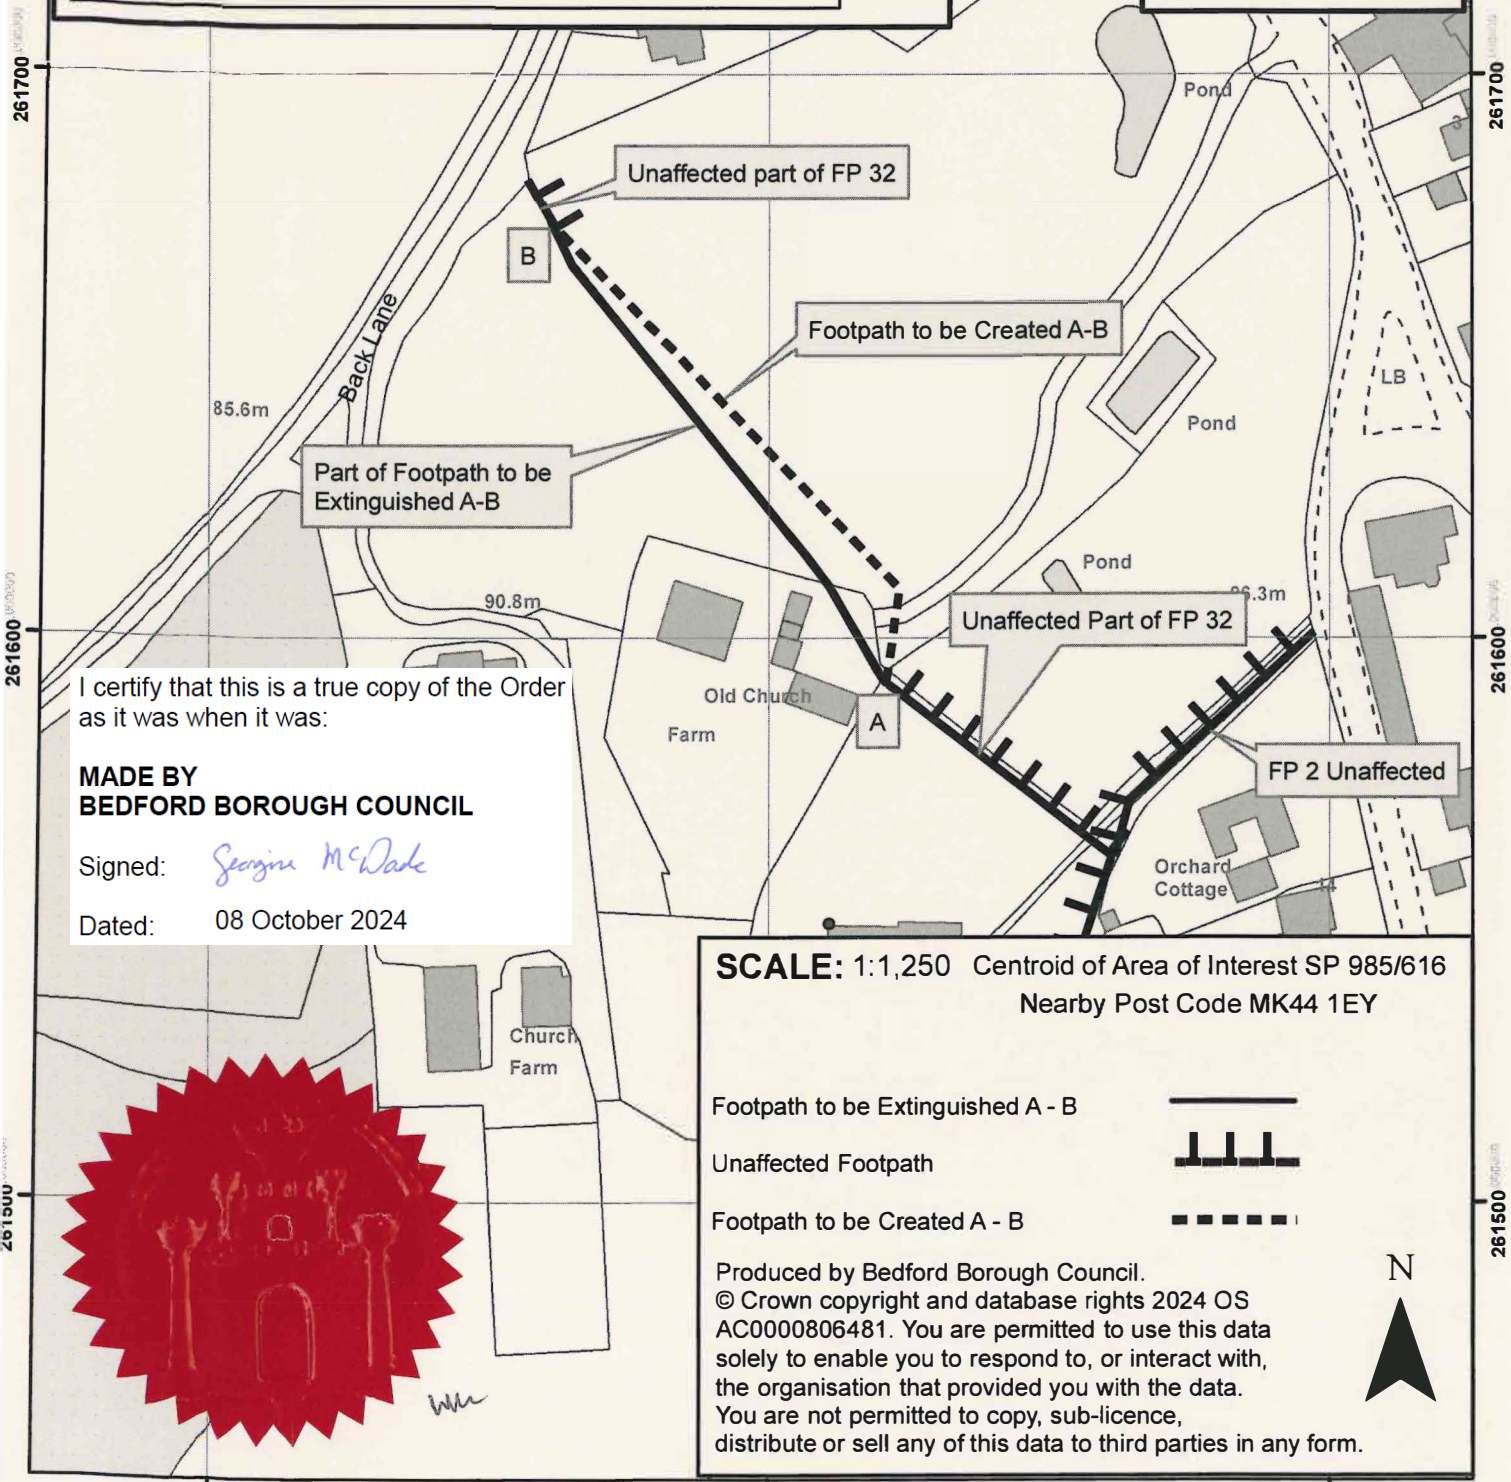 261700
261700
Pond
3
Unaffected part of FP 32
B
Back Lane
Footpath to be Created A-B
85.6m
LB
Pond
Part of Footpath to be
Extinguished A-B
Pond
90.8m
6.3m
Unaffected Part of FP 32
261600
261600
I certify that this is a true copy of the Order
as it was when it was:
Old Church
Farm
A
MADE BY
BEDFORD BOROUGH COUNCIL
FP 2 Unaffected
Signed: Georgine McWade
Orchard
Cottage
14
Dated: 08 October 2024
SCALE: 1:1,250 Centroid of Area of Interest SP 985/616
Nearby Post Code MK44 1EY
Church
Farm
Footpath to be Extinguished A - B
Unaffected Footpath
261500
261500
Footpath to be Created A - B
N
Produced by Bedford Borough Council.
© Crown copyright and database rights 2024 OS
AC0000806481. You are permitted to use this data
solely to enable you to respond to, or interact with,
the organisation that provided you with the data.
You are not permitted to copy, sub-licence,
distribute or sell any of this data to third parties in any form.